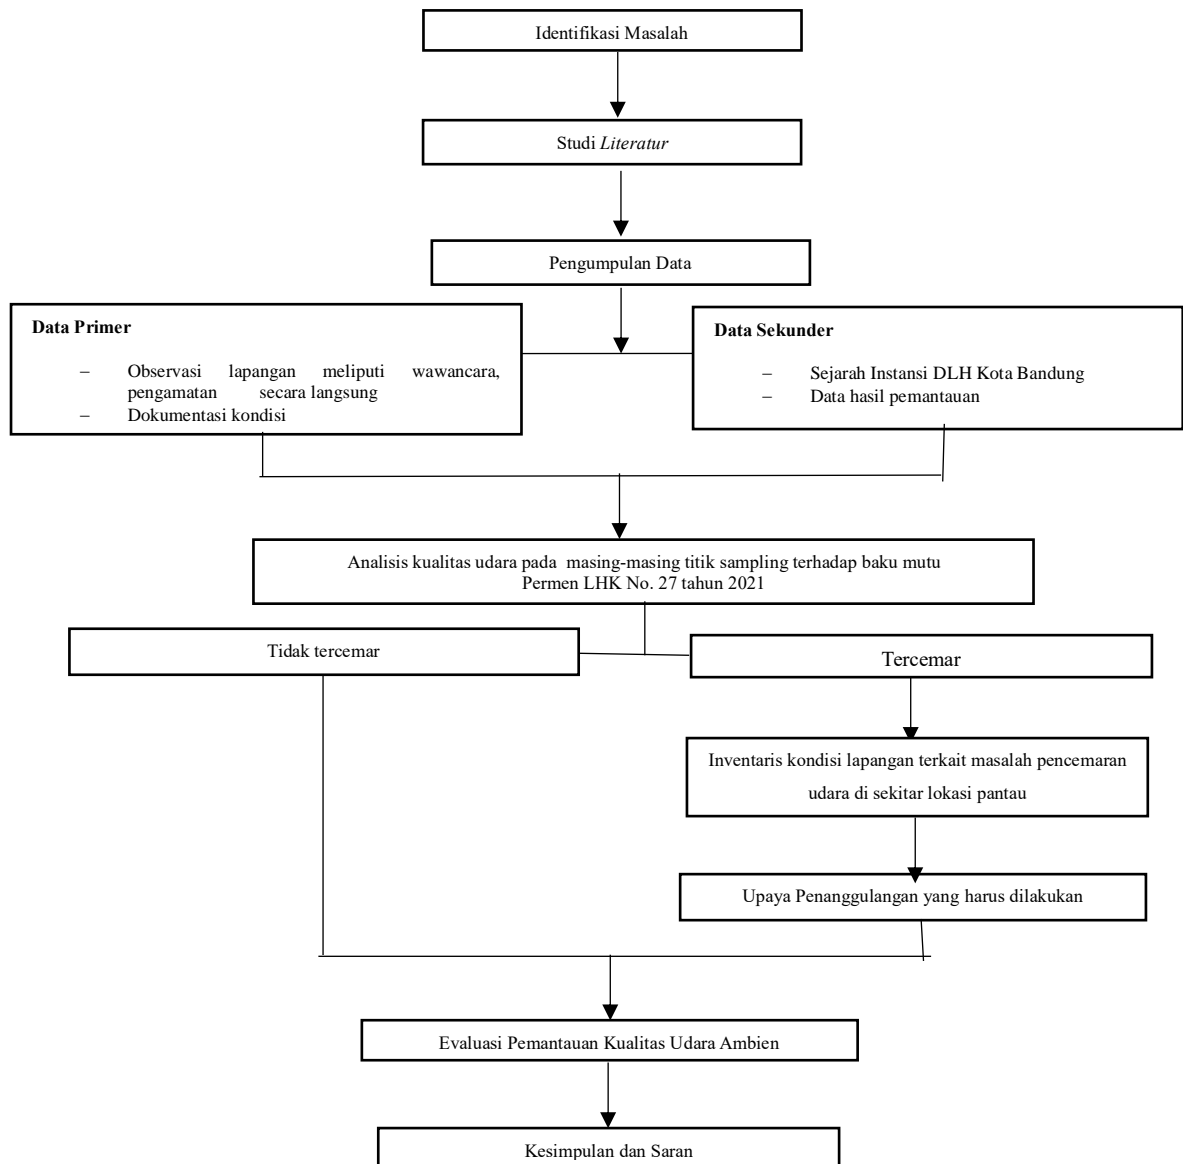 Identifikasi Masalah
Studi Literatur
Pengumpulan Data
Data Primer
– Observasi lapangan meliputi wawancara,
pengamatan secara langsung
– Dokumentasi kondisi
Data Sekunder
– Sejarah Instansi DLH Kota Bandung
– Data hasil pemantauan
Analisis kualitas udara pada masing-masing titik sampling terhadap baku mutu
Permen LHK No. 27 tahun 2021
Tidak tercemar
Tercemar
Inventaris kondisi lapangan terkait masalah pencemaran
udara di sekitar lokasi pantau
Upaya Penanggulangan yang harus dilakukan
Evaluasi Pemantauan Kualitas Udara Ambien
Kesimpulan dan Saran